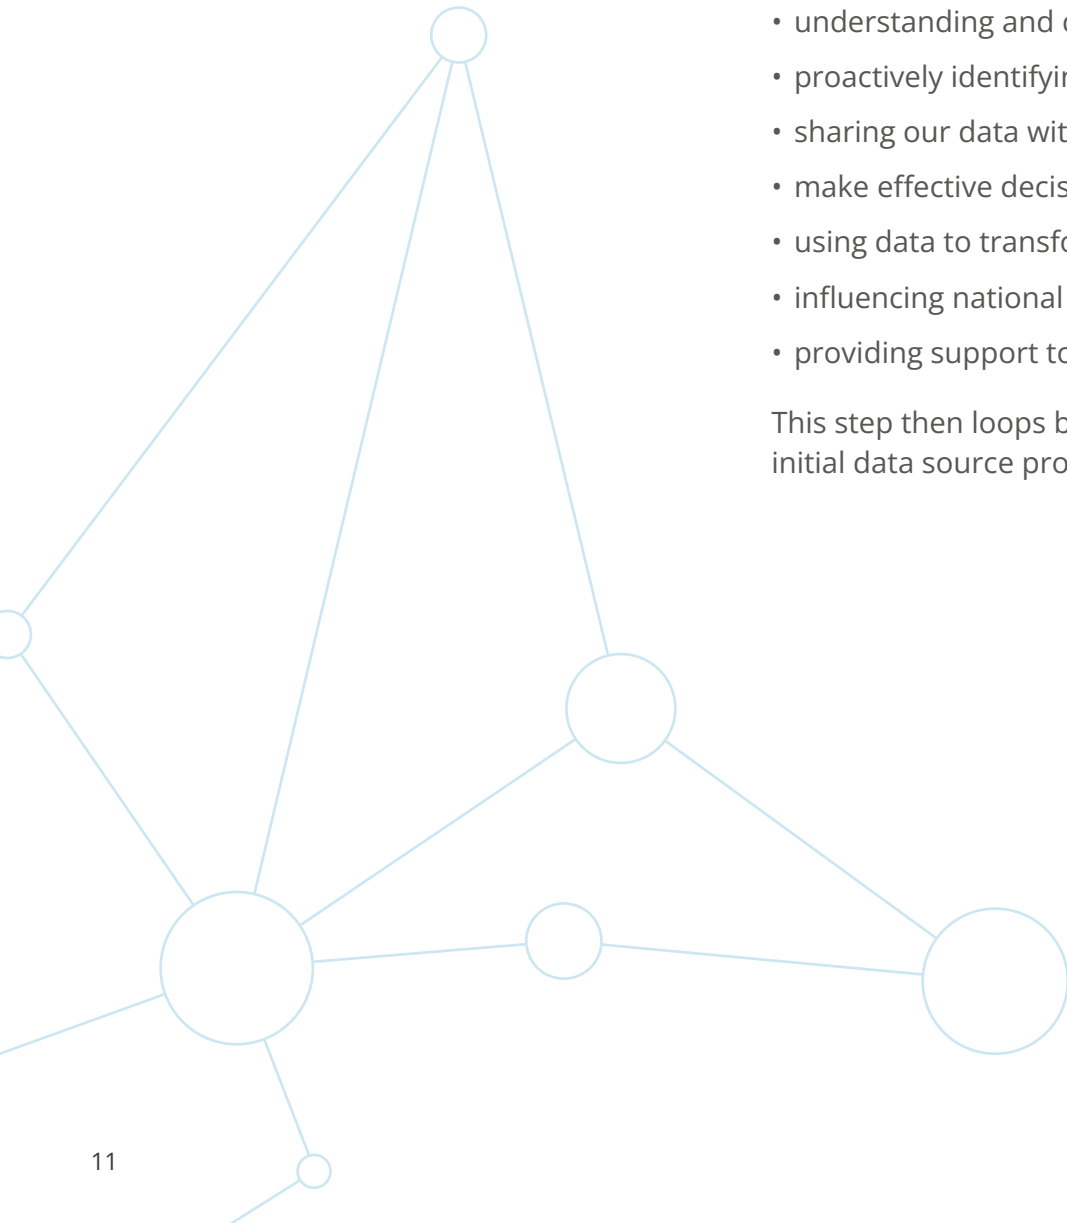 • understanding and
• proactively identifyin
• sharing our data wit
• make effective decis
• using data to transfo
• influencing national
• providing support to
This step then loops b
initial data source pro
11